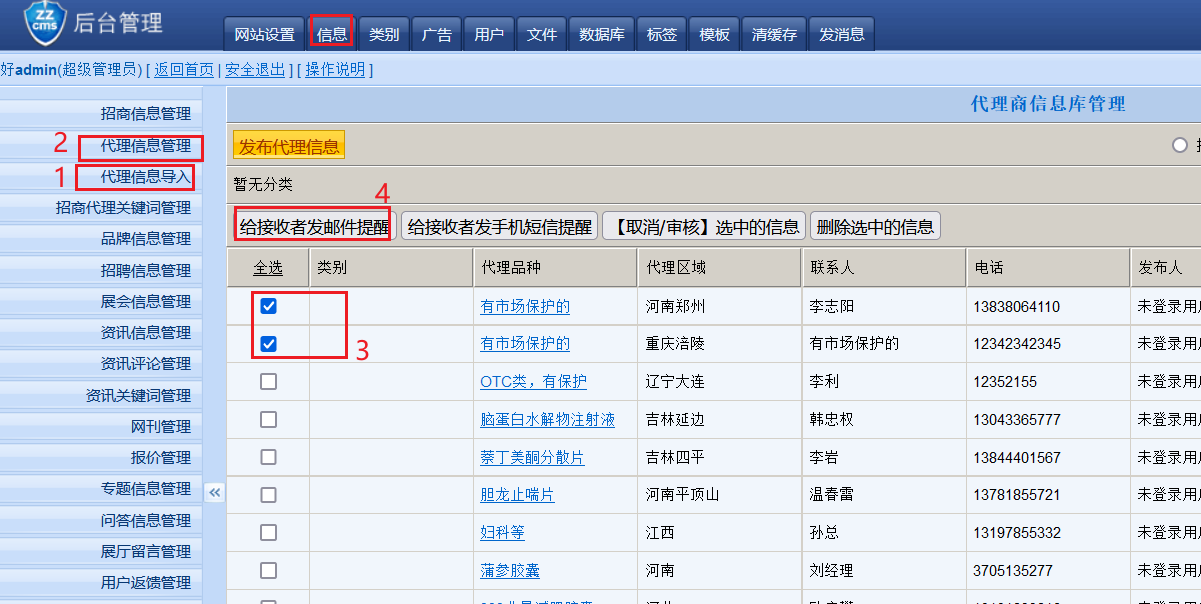 ZZ cms 后台管理
网站设置 信息 类别 广告 用户 文件 数据库 标签 模板 清缓存 发消息
好admin(超级管理员) [ 返回首页 | 安全退出 ] [ 操作说明 ]
招商信息管理
2 代理信息管理
1 代理信息导入
招商代理关键词管理
品牌信息管理
招聘信息管理
展会信息管理
资讯信息管理
资讯评论管理
资讯关键词管理
网刊管理
报价管理
专题信息管理
问答信息管理
展厅留言管理
用户返馈管理
«
代理商信息库管理
发布代理信息
暂无分类
4
给接收者发邮件提醒 给接收者发手机短信提醒 【取消/审核】选中的信息 删除选中的信息
全选 类别 代理品种 代理区域 联系人 电话 发布人
有市场保护的 河南郑州 李志阳 13838064110 未登录用
有市场保护的 重庆涪陵 有市场保护的 12342342345 未登录用
3
OTC类，有保护 辽宁大连 李利 12352155 未登录用
脑蛋白水解物注射液 吉林延边 韩忠权 13043365777 未登录用
萘丁美酮分散片 吉林四平 李岩 13844401567 未登录用
胆龙止喘片 河南平顶山 温春雷 13781855721 未登录用
妇科等 江西 孙总 13197855332 未登录用
蒲参胶囊 河南 刘经理 3705135277 未登录用